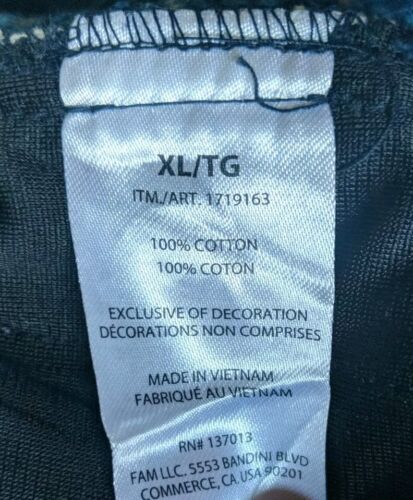 XL/TG
ITM./ART. 1719163
100% COTTON
100% COTON
EXCLUSIVE OF DECORATION
DÉCORATIONS NON COMPRISES
MADE IN VIETNAM
FABRIQUÉ AU VIETNAM
RN# 137013
FAM LLC. 5553 BANDINI BLVD
COMMERCE, CA USA 90201